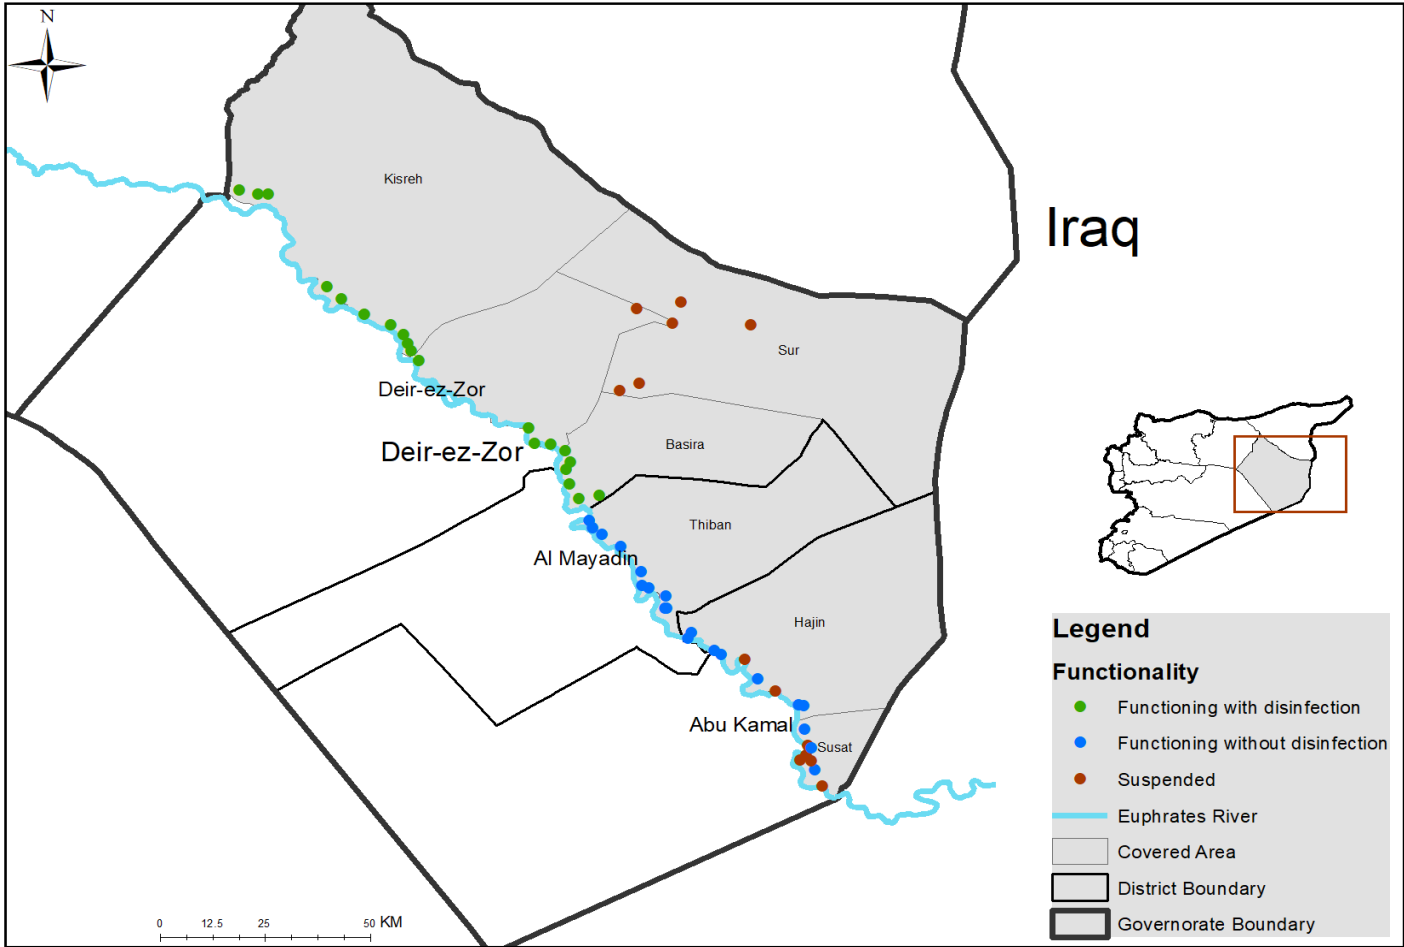 N
Kisreh
Iraq
Sur
Deir-ez-Zor
Basira
Deir-ez-Zor
Thiban
Al Mayadin
Hajin
Abu Kamal
Susat
Legend
Functionality
Functioning with disinfection
Functioning without disinfection
Suspended
Euphrates River
Covered Area
District Boundary
Governorate Boundary
0 12.5 25 50 KM